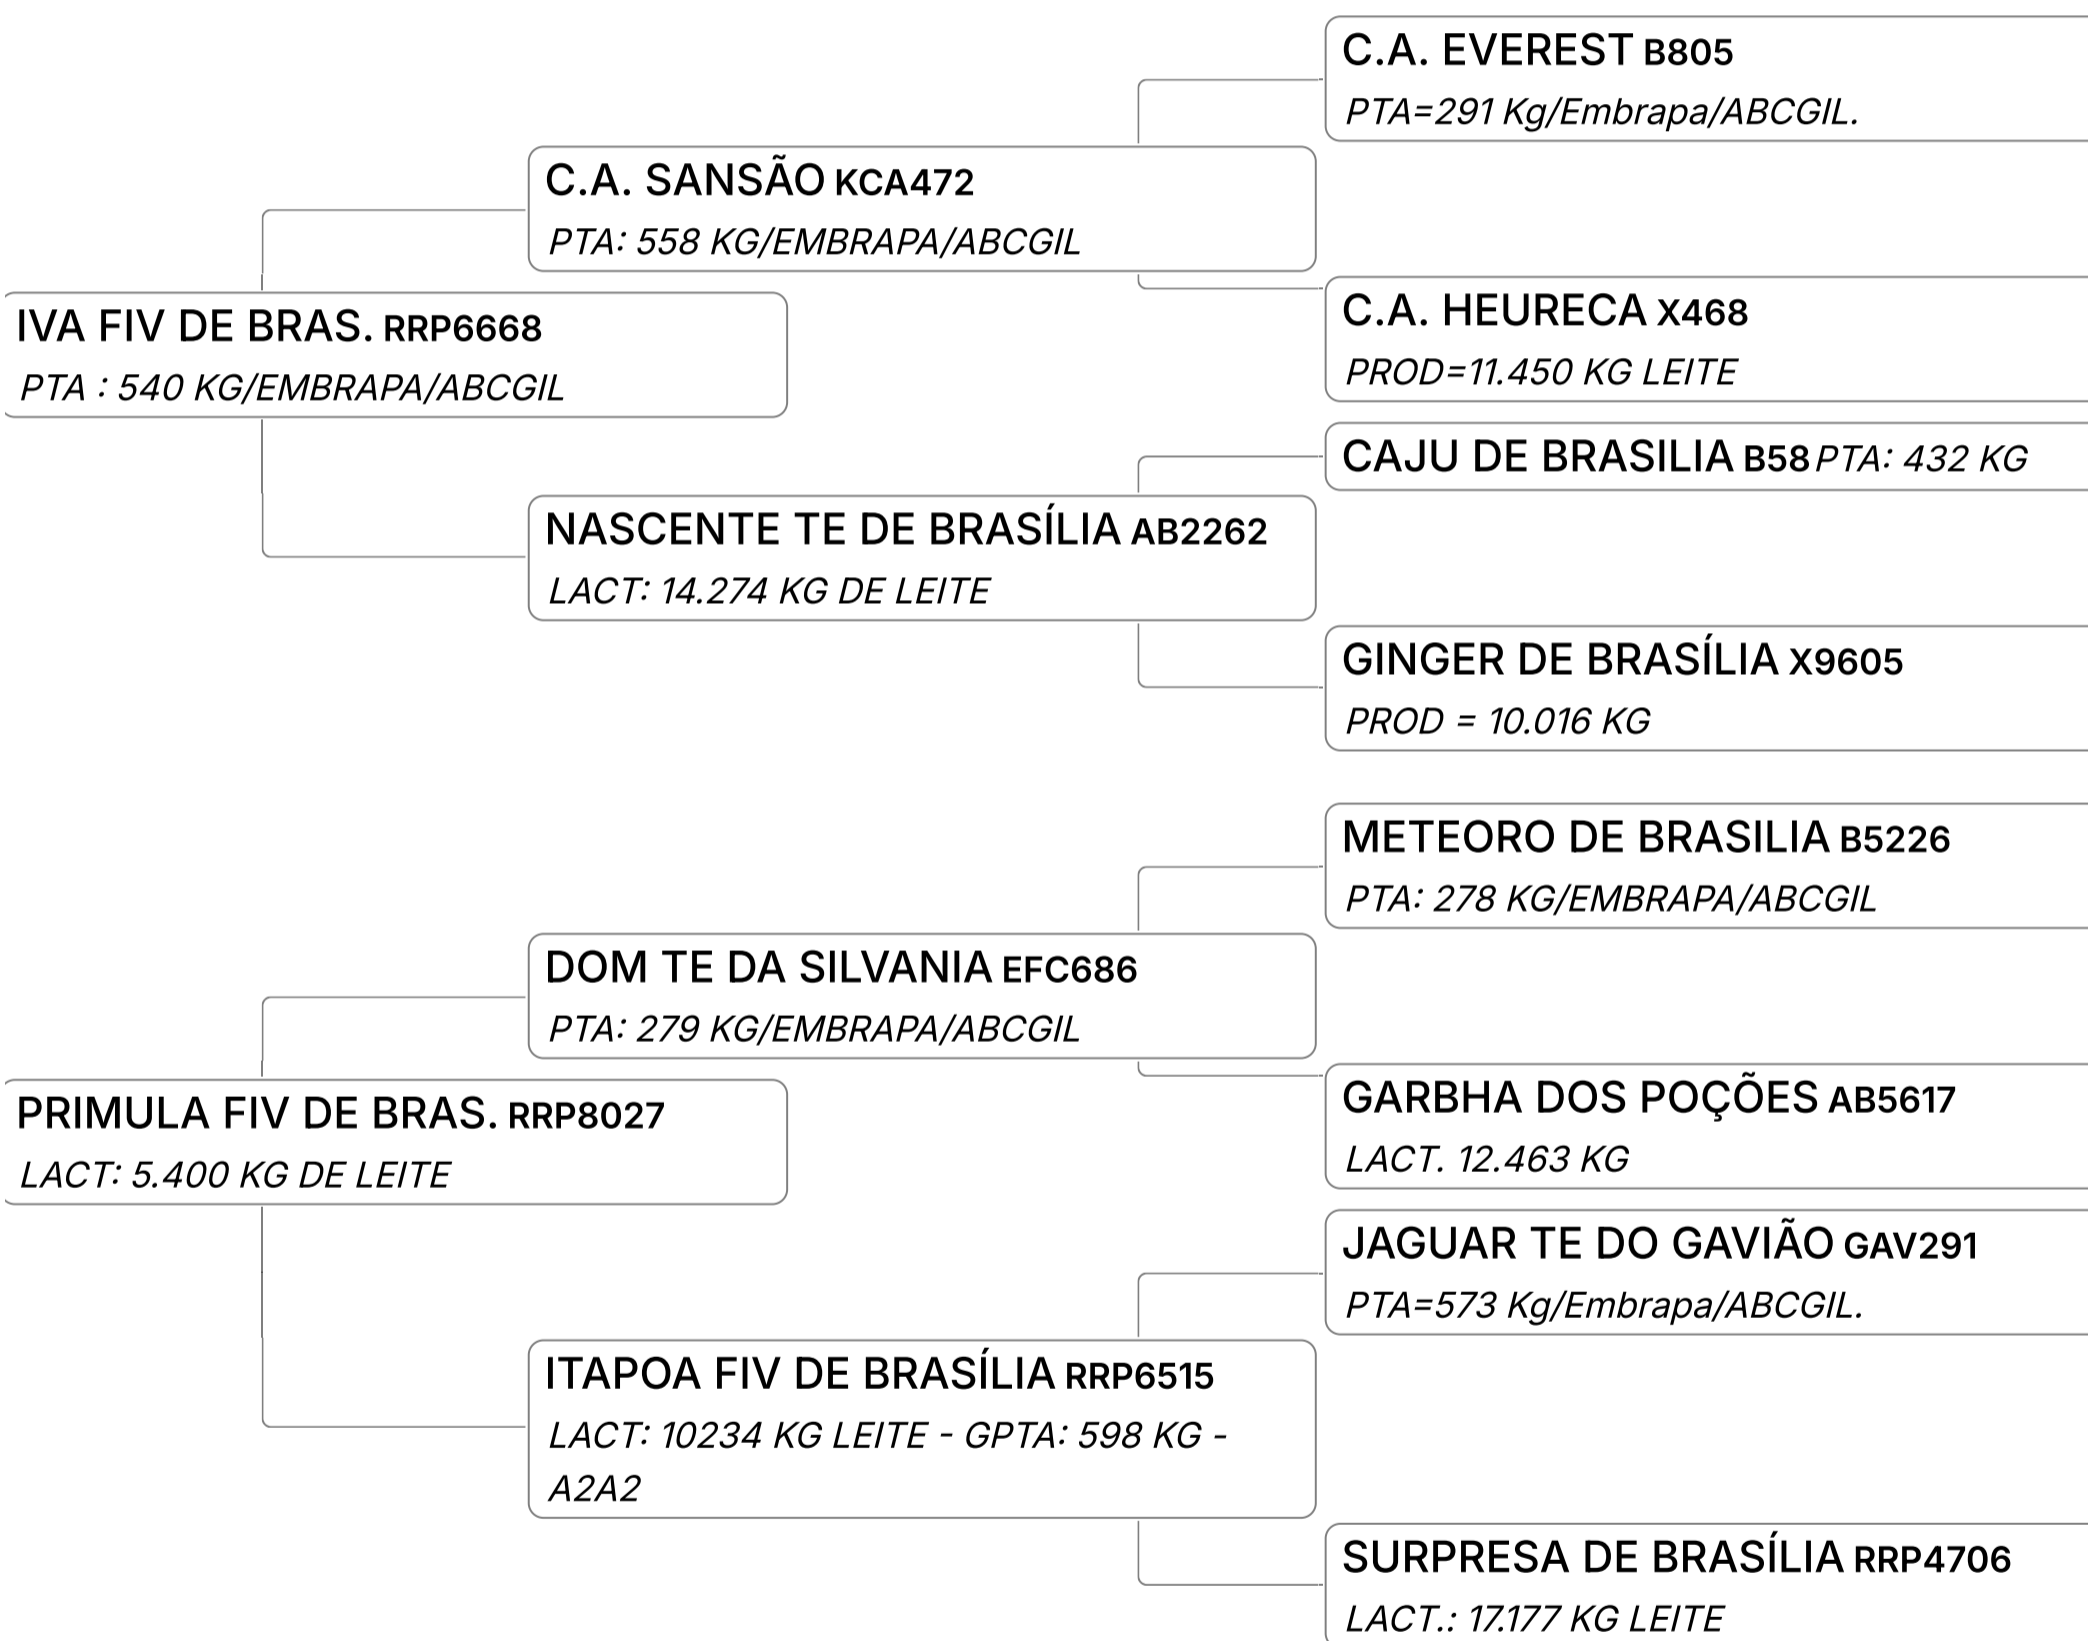 C.A. EVEREST B805
PTA=291 Kg/Embrapa/ABCGIL.
C.A. SANSÃO KCA472
PTA: 558 KG/EMBRAPA/ABCGIL
C.A. HEURECA X468
PROD=11.450 KG LEITE
IVA FIV DE BRAS. RRP6668
PTA : 540 KG/EMBRAPA/ABCGIL
CAJU DE BRASILIA B58 PTA: 432 KG
NASCENTE TE DE BRASÍLIA AB2262
LACT: 14.274 KG DE LEITE
GINGER DE BRASÍLIA X9605
PROD = 10.016 KG
METEORO DE BRASILIA B5226
PTA: 278 KG/EMBRAPA/ABCGIL
DOM TE DA SILVANIA EFC686
PTA: 279 KG/EMBRAPA/ABCGIL
GARBHA DOS POÇÕES AB5617
LACT. 12.463 KG
PRIMULA FIV DE BRAS. RRP8027
LACT: 5.400 KG DE LEITE
JAGUAR TE DO GAVIÃO GAV291
PTA=573 Kg/Embrapa/ABCGIL.
ITAPOA FIV DE BRASÍLIA RRP6515
LACT: 10234 KG LEITE - GPTA: 598 KG -
A2A2
SURPRESA DE BRASÍLIA RRP4706
LACT.: 17.177 KG LEITE